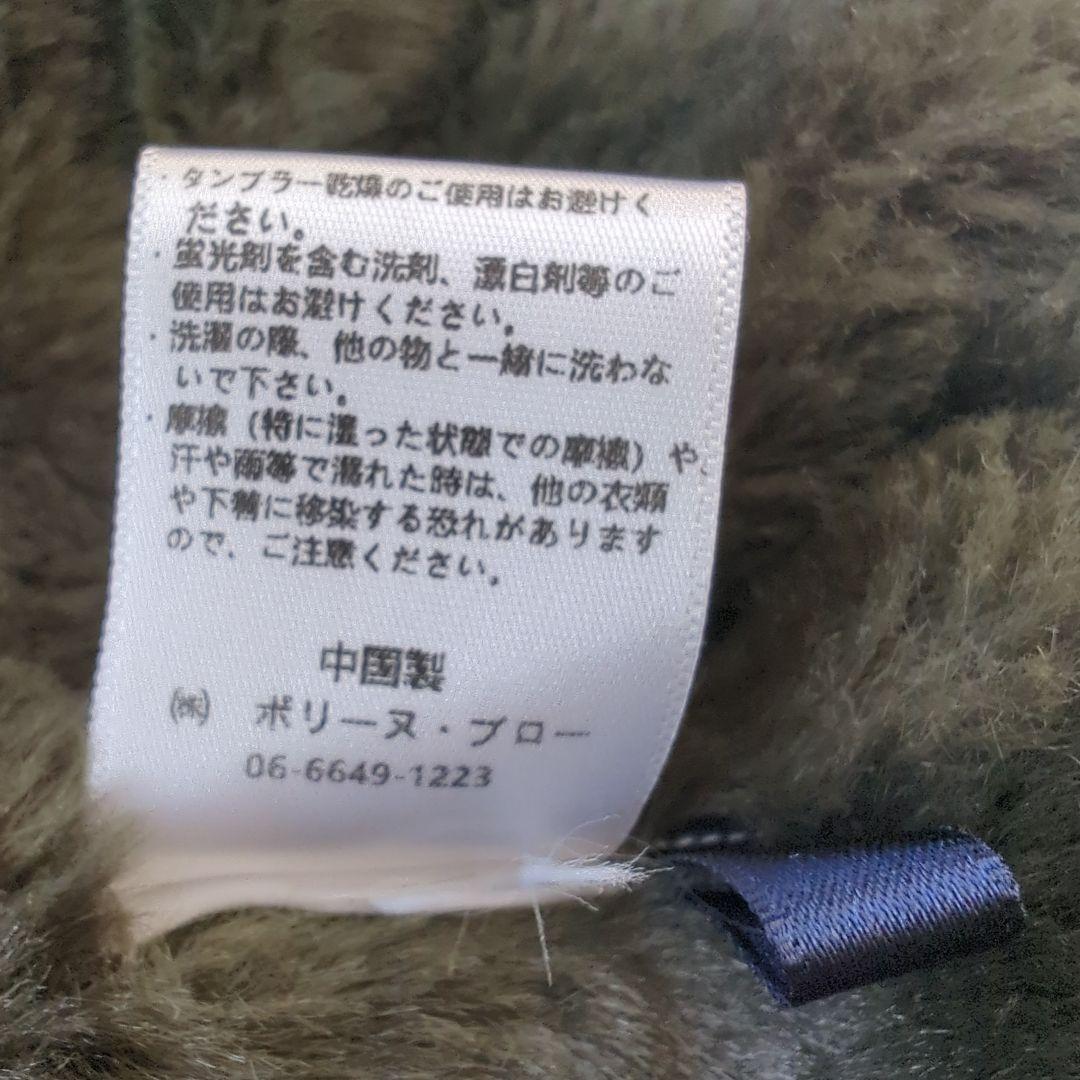 ・タンブラー乾燥のご使用はお避けく
ださい。
・蛍光剤を含む洗剤、漂白剤等のご
使用はお避けください。
・洗濯の際、他の物と一緒に洗わな
いで下さい。
・摩擦（特に湿った状態での摩擦）や、
汗や雨等で濡れた時は、他の衣類
や下着に移染する恐れがあります
ので、ご注意ください。
中国製
㈱ ポリーヌ・ブロー
06-6649-1223